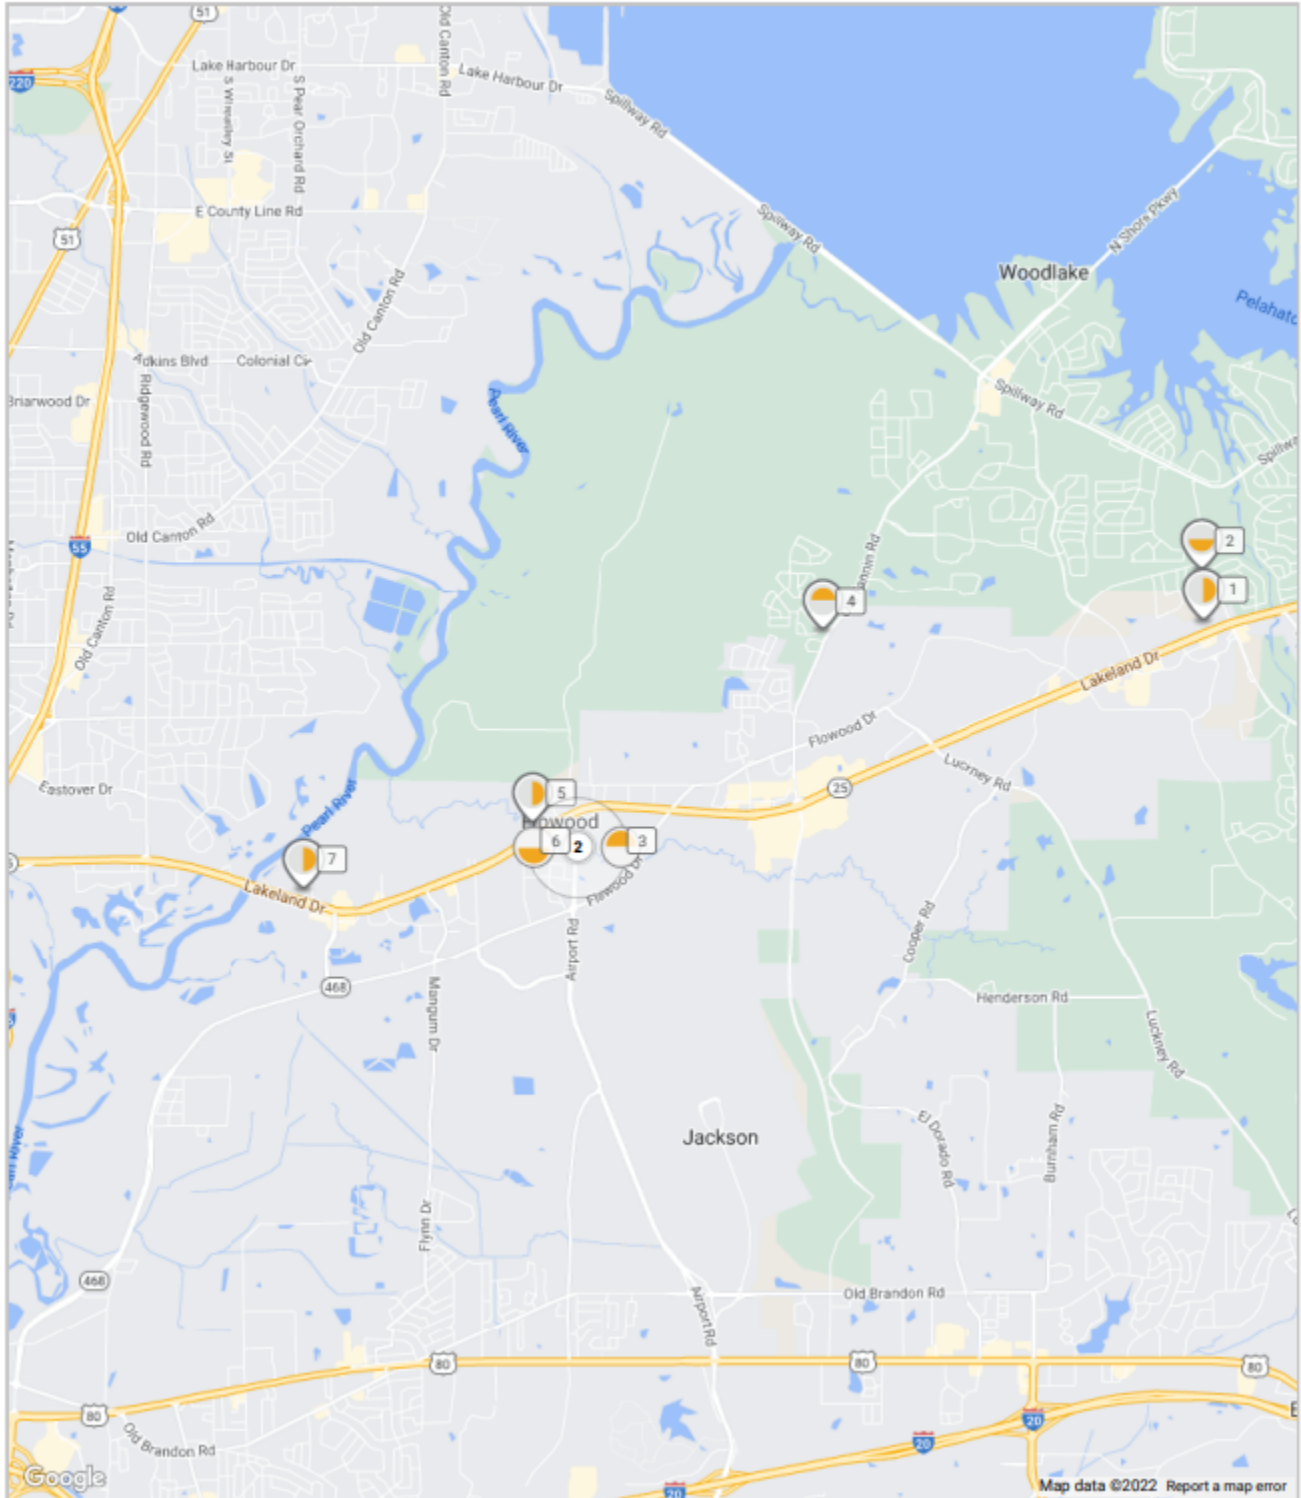 51
Old Canton Rd
Lake Harbour Dr
Lake Harbour Dr
220
S Wheatley St
S Pear Orchard Rd
Spillway Rd
E County Line Rd
Spillway Rd
N Shore Pkwy
51
Woodlake
Old Canton Rd
Pelahatc
Adkins Blvd
Colonial Cir
Ridgewood Rd
Briarwood Dr
Pearl River
Spillway Rd
Spillwa
Old Canton Rd
55
2
annin Rd
1
4
Old Canton Rd
Lakeland Dr
Flowood Dr
Luckney Rd
Eastover Dr
25
5
Pearl River
Flowood
6
2
3
7
Lakeland Dr
Flowood Dr
Cooper Rd
Airport Rd
468
Mangum Dr
Henderson Rd
Luckney Rd
Jackson
El Dorado Rd
Burnham Rd
arl River
Flynn Dr
468
Old Brandon Rd
Airport Rd
80
80
80
80
20
Old Brandon Rd
20
20
Google
Map data ©2022 Report a map error